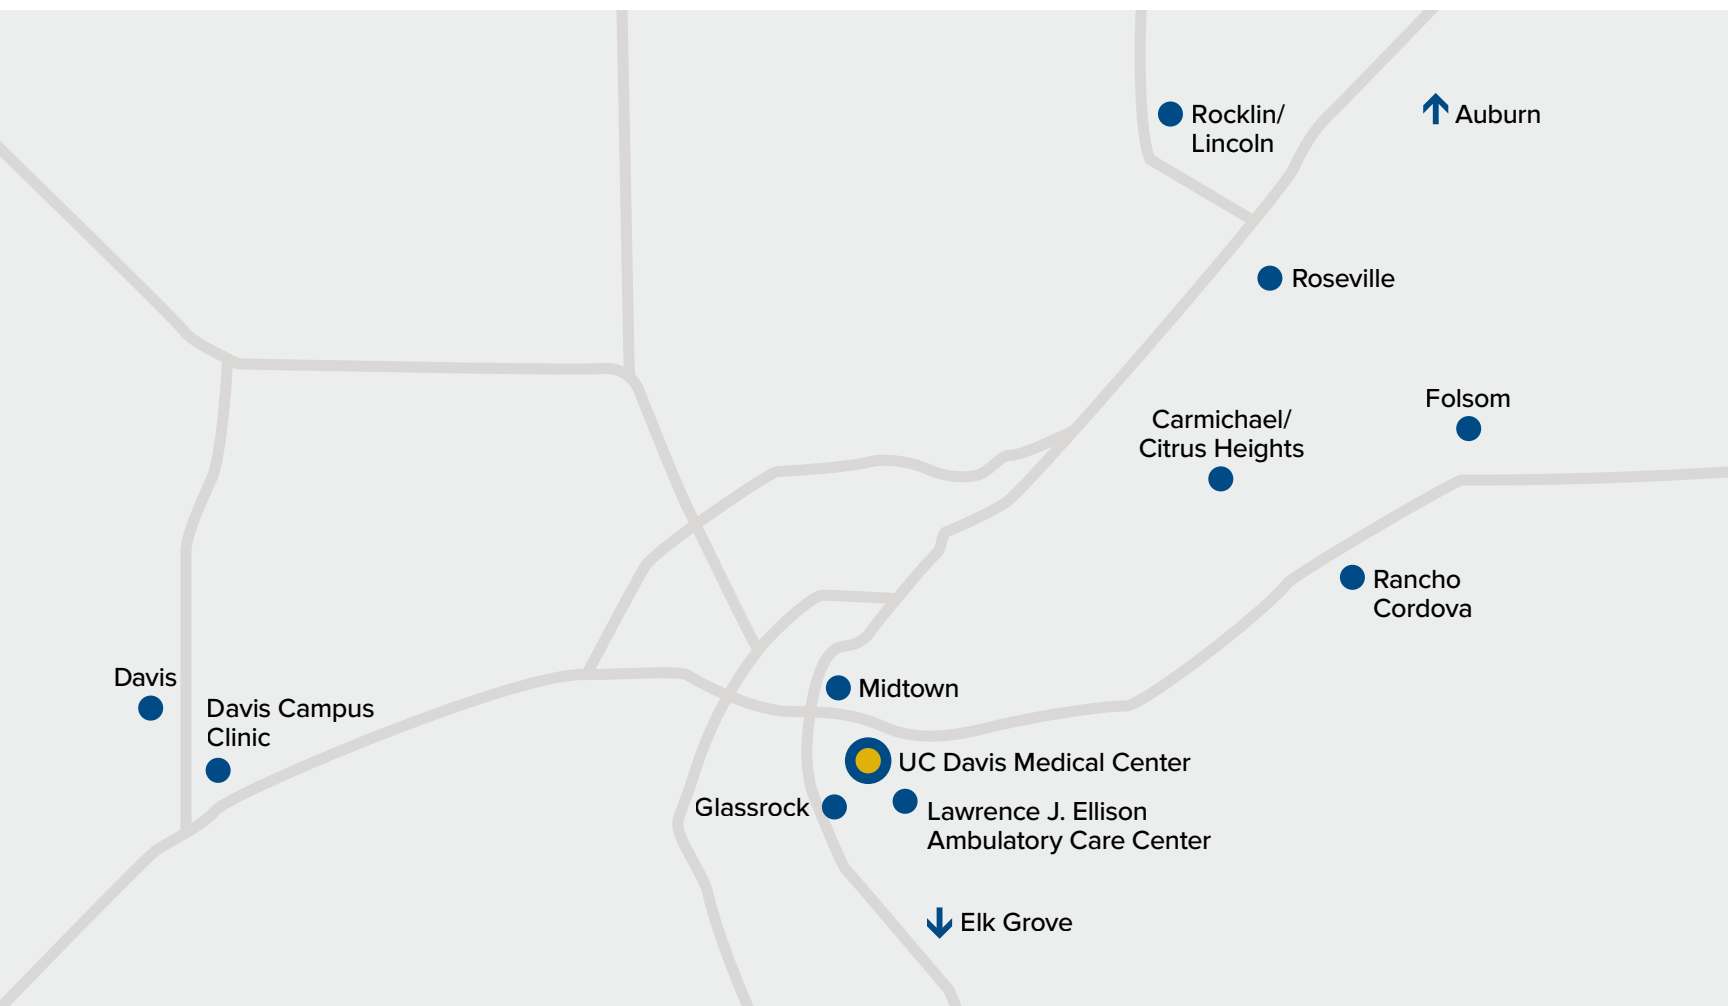 Rocklin/
Lincoln
Auburn
Roseville
Folsom
Carmichael/
Citrus Heights
Rancho
Cordova
Davis
Davis Campus
Clinic
Midtown
UC Davis Medical Center
Glassrock
Lawrence J. Ellison
Ambulatory Care Center
Elk Grove